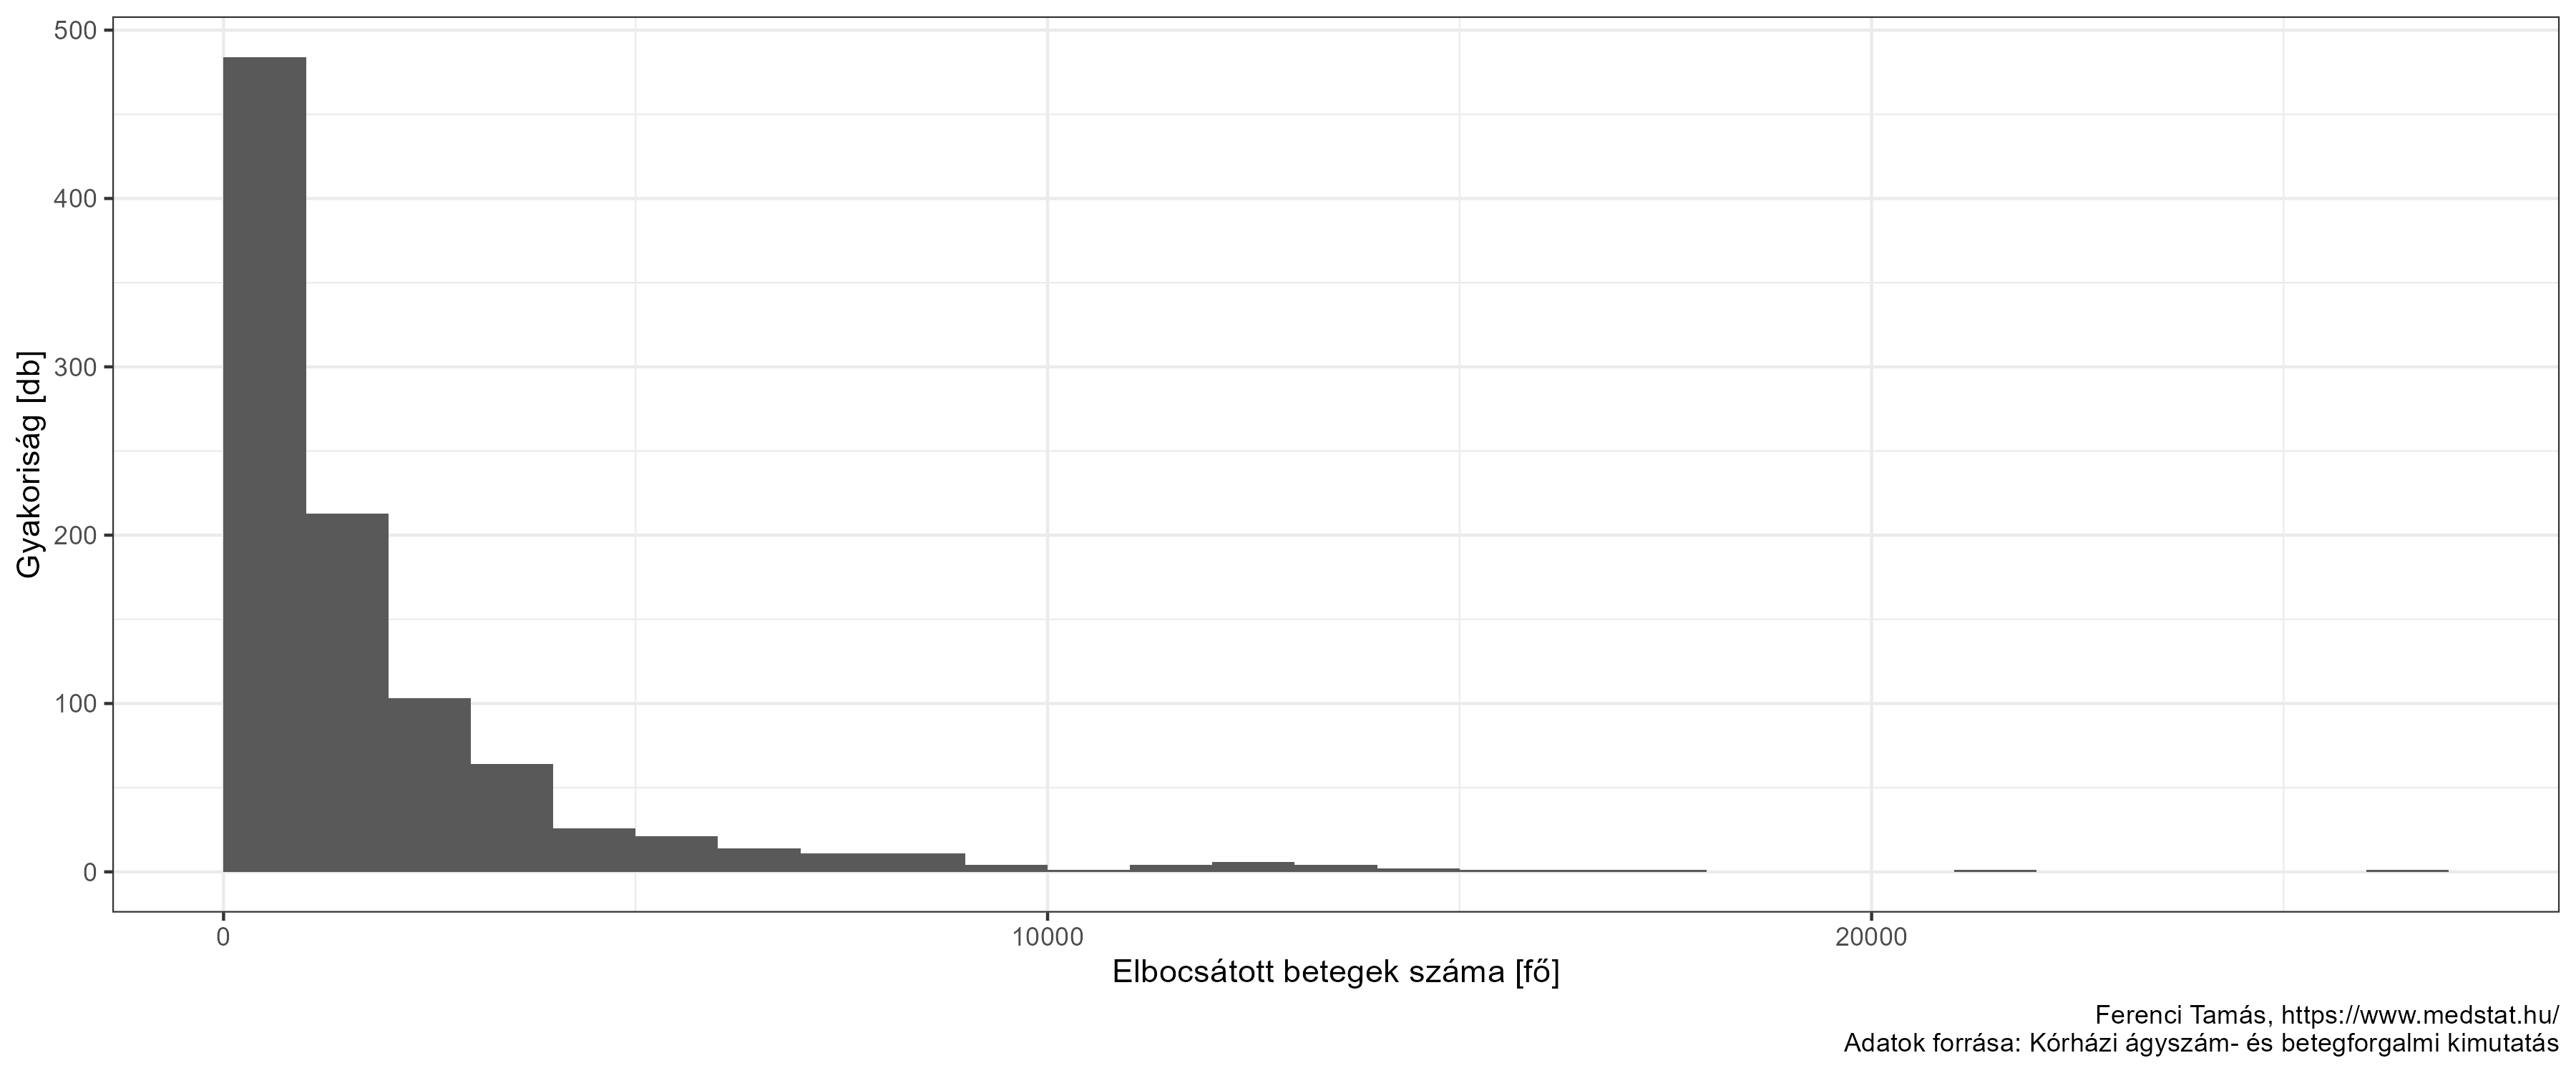 500
400
300
200
100
0
Gyakoriság [db]
0 10000 20000
Elbocsátott betegek száma [fő]
Ferenci Tamás, https://www.medstat.hu/
Adatok forrása: Kórházi ágyszám- és betegforgalmi kimutatás